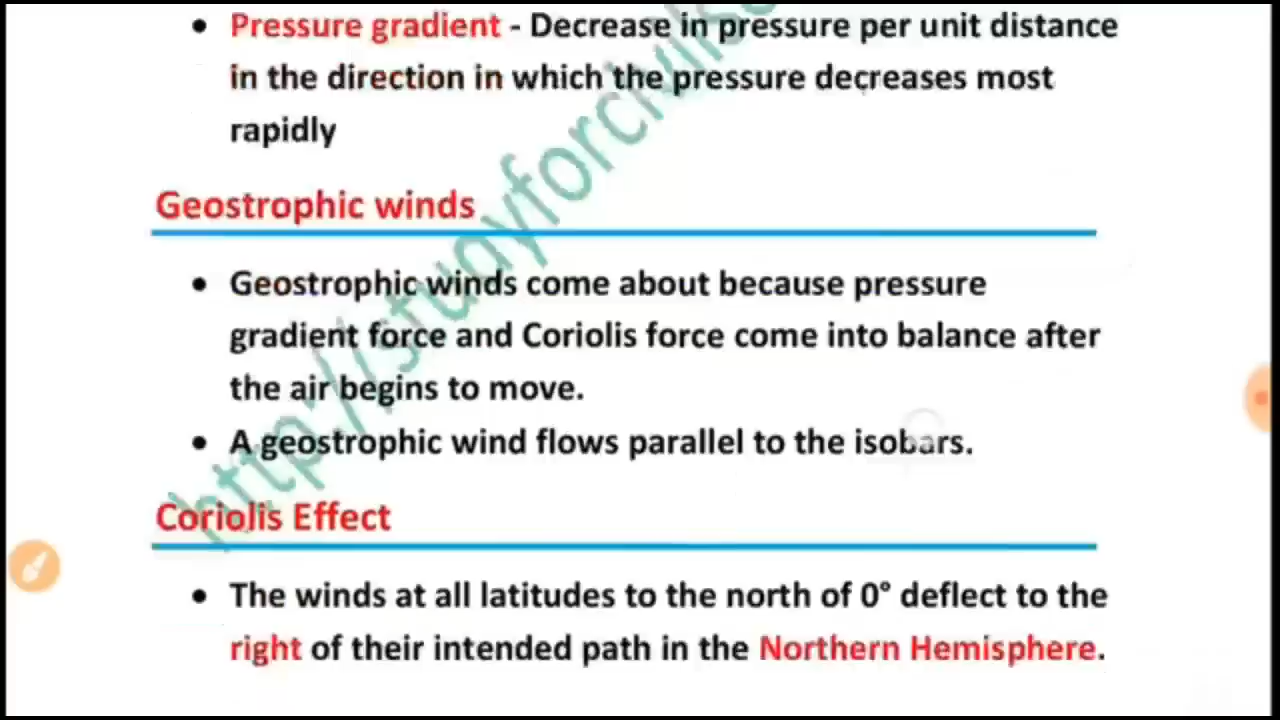 • Pressure gradient - Decrease in pressure per unit distance
in the direction in which the pressure decreases most
rapidly
Geostrophic winds
• Geostrophic winds come about because pressure
gradient force and Coriolis force come into balance after
the air begins to move.
• A geostrophic wind flows parallel to the isobars.
Coriolis Effect
• The winds at all latitudes to the north of 0° deflect to the
right of their intended path in the Northern Hemisphere.